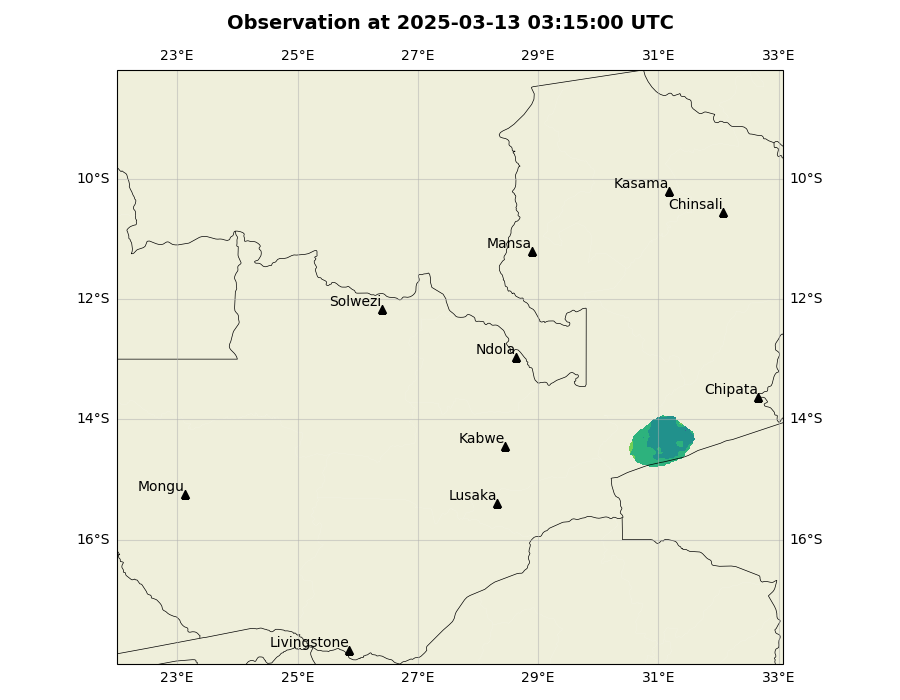 Observation at 2025-03-13 03:15:00 UTC
23°E 25°E 27°E 29°E 31°E 33°E
10°S 10°S
Kasama
Chinsali
Mansa
12°S 12°S
Solwezi
Ndola
Chipata
14°S 14°S
Kabwe
Mongu
Lusaka
16°S 16°S
Livingstone
23°E 25°E 27°E 29°E 31°E 33°E